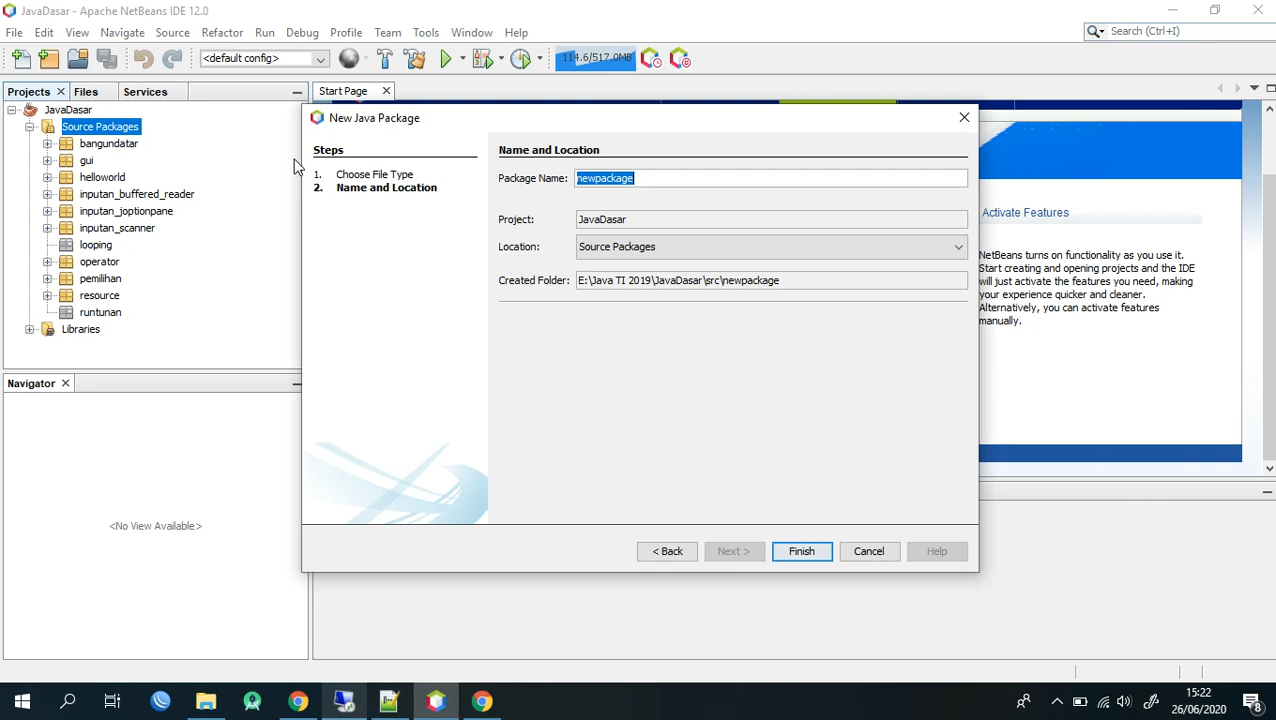 JavaDasar - Apache NetBeans IDE 12.0
File Edit View Navigate Source Refactor Run Debug Profile Team Tools Window Help
Search (Ctrl+I)
<default config>
114.6/517.0MB
Projects Files Services
Start Page
JavaDasar
Source Packages
bangundatar
gui
helloworld
inputan_buffered_reader
inputan_joptionpane
inputan_scanner
looping
operator
pemilihan
resource
runtunan
Libraries
Navigator
<No View Available>
New Java Package
Steps
1. Choose File Type
2. Name and Location
Name and Location
Package Name: newpackage
Project: JavaDasar
Location: Source Packages
Created Folder: E:\Java TI 2019\JavaDasar\src\newpackage
< Back Next > Finish Cancel Help
Activate Features
NetBeans turns on functionality as you use it.
Start creating and opening projects and the IDE
will just activate the features you need, making
your experience quicker and cleaner.
Alternatively, you can activate features
manually.
15:22
26/06/2020
8